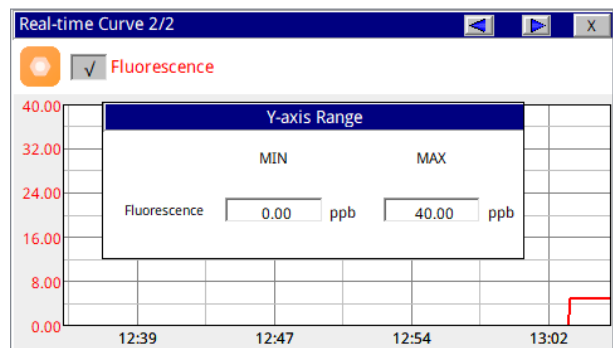 Real-time Curve 2/2 X
√ Fluorescence
40.00
Y-axis Range
32.00
MIN MAX
24.00
Fluorescence 0.00 ppb 40.00 ppb
16.00
8.00
0.00
12:39 12:47 12:54 13:02